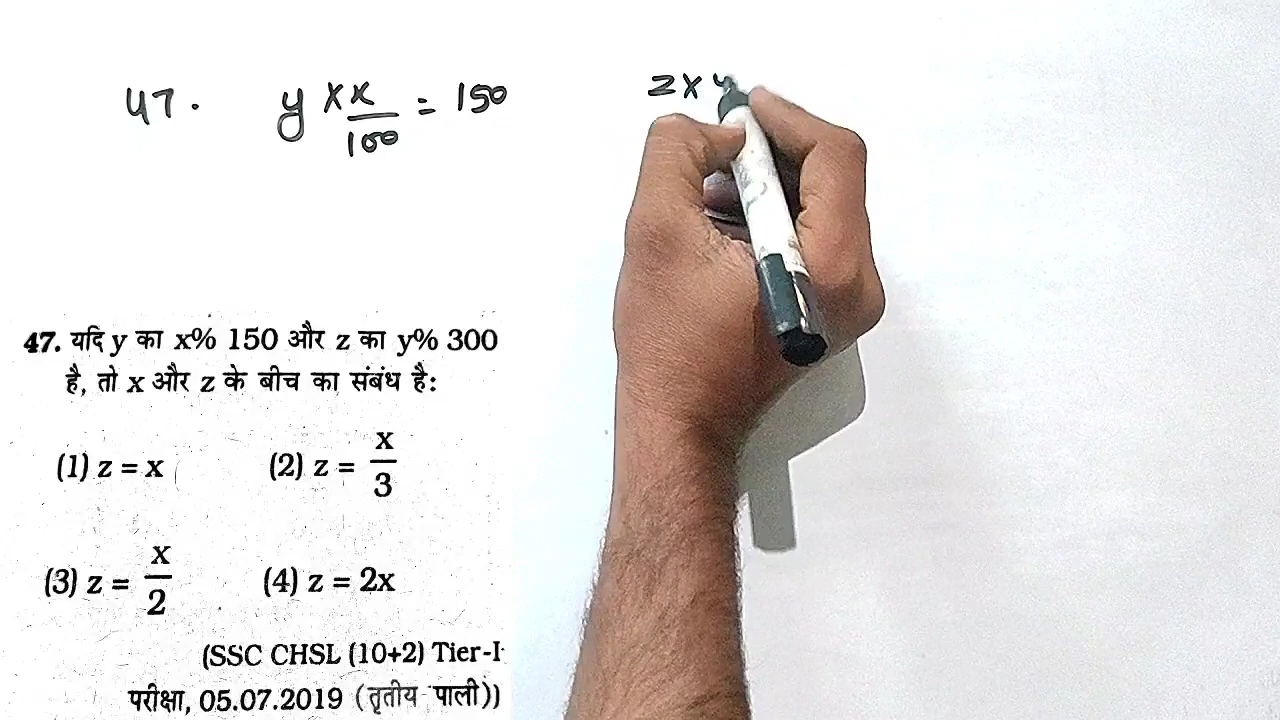 47. y × x/100 = 150 z × y
47. यदि y का x% 150 और z का y% 300
है, तो x और z के बीच का संबंध है:
(1) z = x (2) z = x/3
(3) z = x/2 (4) z = 2x
(SSC CHSL (10+2) Tier-I
परीक्षा, 05.07.2019 (तृतीय पाली))